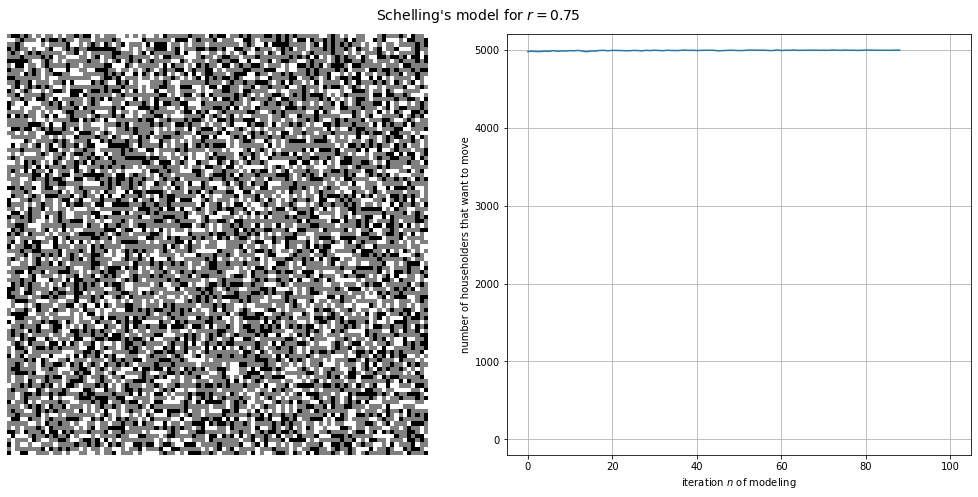 Schelling's model for r = 0.75
number of householders that want to move
5000
4000
3000
2000
1000
0
0 20 40 60 80 100
iteration n of modeling